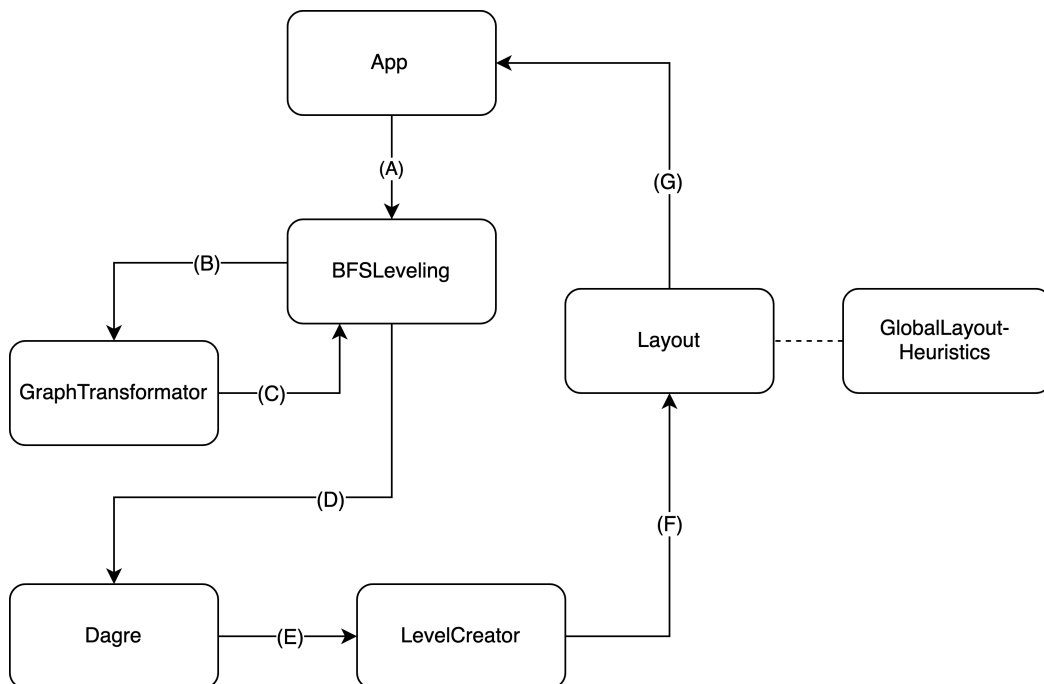 App
(A)
(G)
(B)
BFSLeveling
Layout
GlobalLayout-
Heuristics
GraphTransformator
(C)
(D)
(F)
Dagre
(E)
LevelCreator